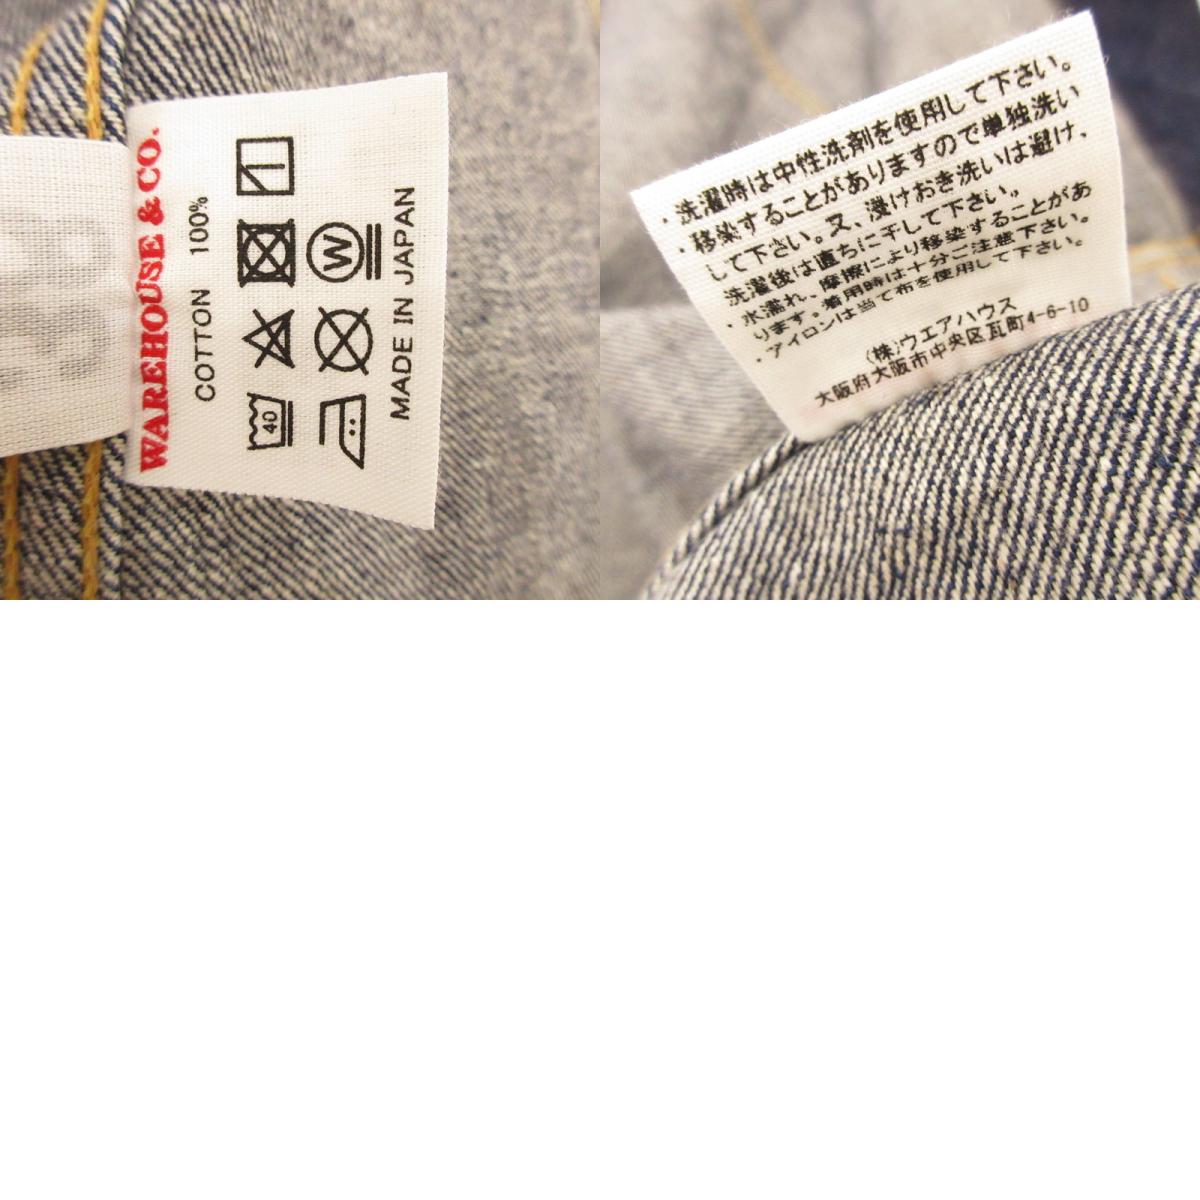 WAREHOUSE & CO.
COTTON 100%
40
W
MADE IN JAPAN
・洗濯時は中性洗剤を使用して下さい。
・移染することがありますので単独洗い
して下さい。又、浸けおき洗いは避け、
洗濯後は直ちに干して下さい。
・水濡れ、摩擦により移染することがあ
ります。着用時は十分ご注意下さい。
・アイロンは当て布を使用して下さい。
(株)ウエアハウス
大阪府大阪市中央区瓦町4-6-10